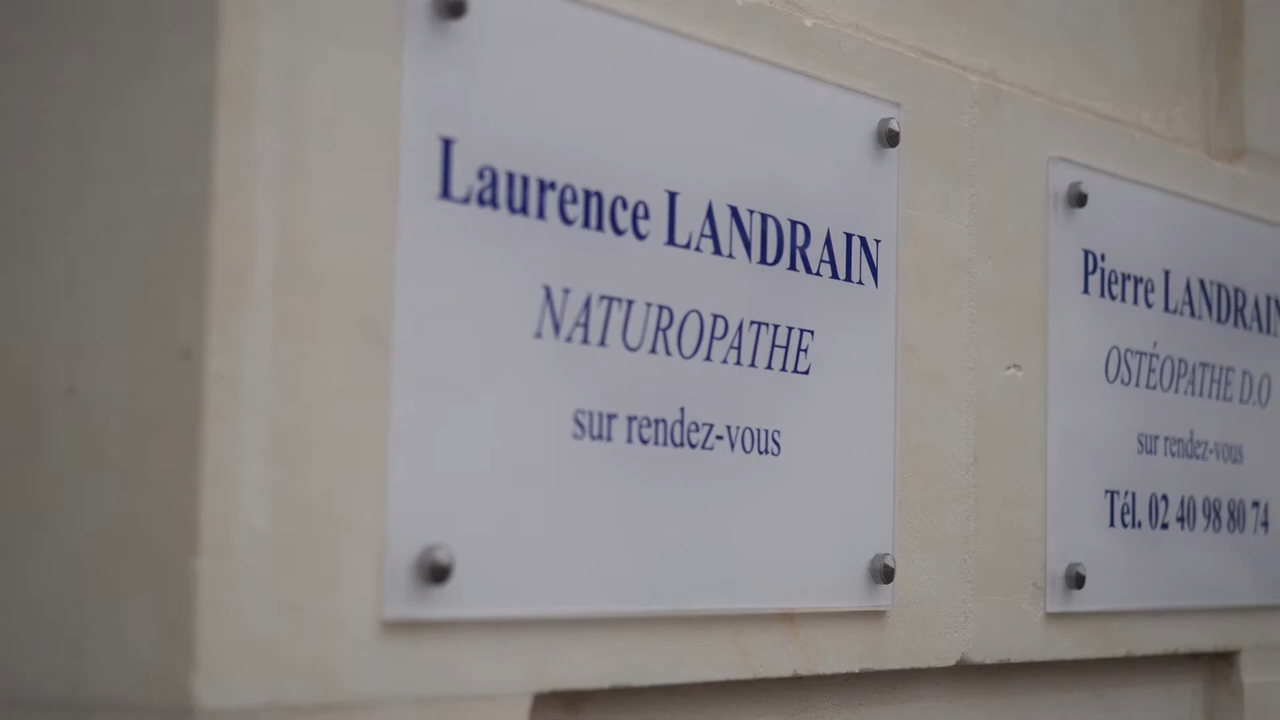 Laurence LANDRAIN
NATUROPATHE
sur rendez-vous
Pierre LANDRAIN
OSTÉOPATHE D.O
sur rendez-vous
Tél. 02 40 98 80 74